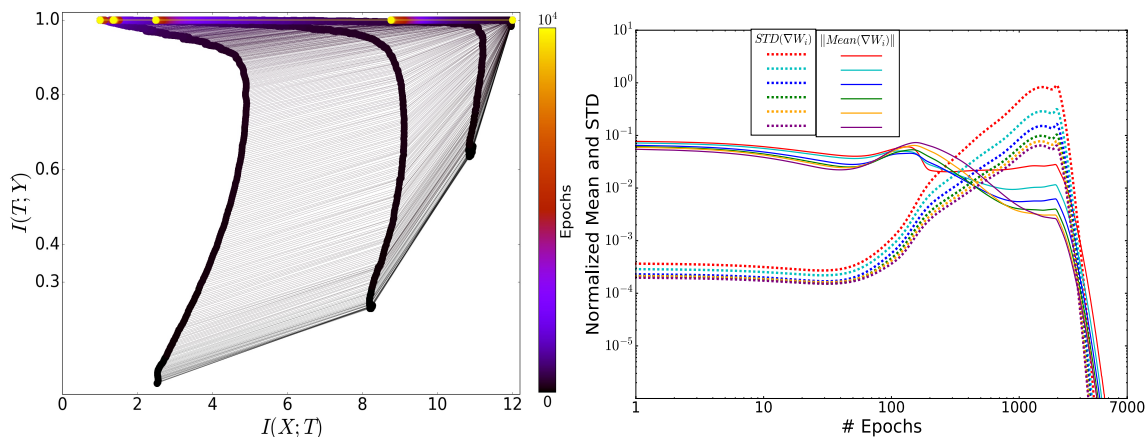 1.0
0.8
0.6
0.4
0.3
I(T; Y)
0 2 4 6 8 10 12
I(X; T)
10^4
Epochs
0
STD(∇W_i) ‖Mean(∇W_i)‖
10^1
10^0
10^-1
10^-2
10^-3
10^-4
10^-5
Normalized Mean and STD
1 10 100 1000 7000
# Epochs